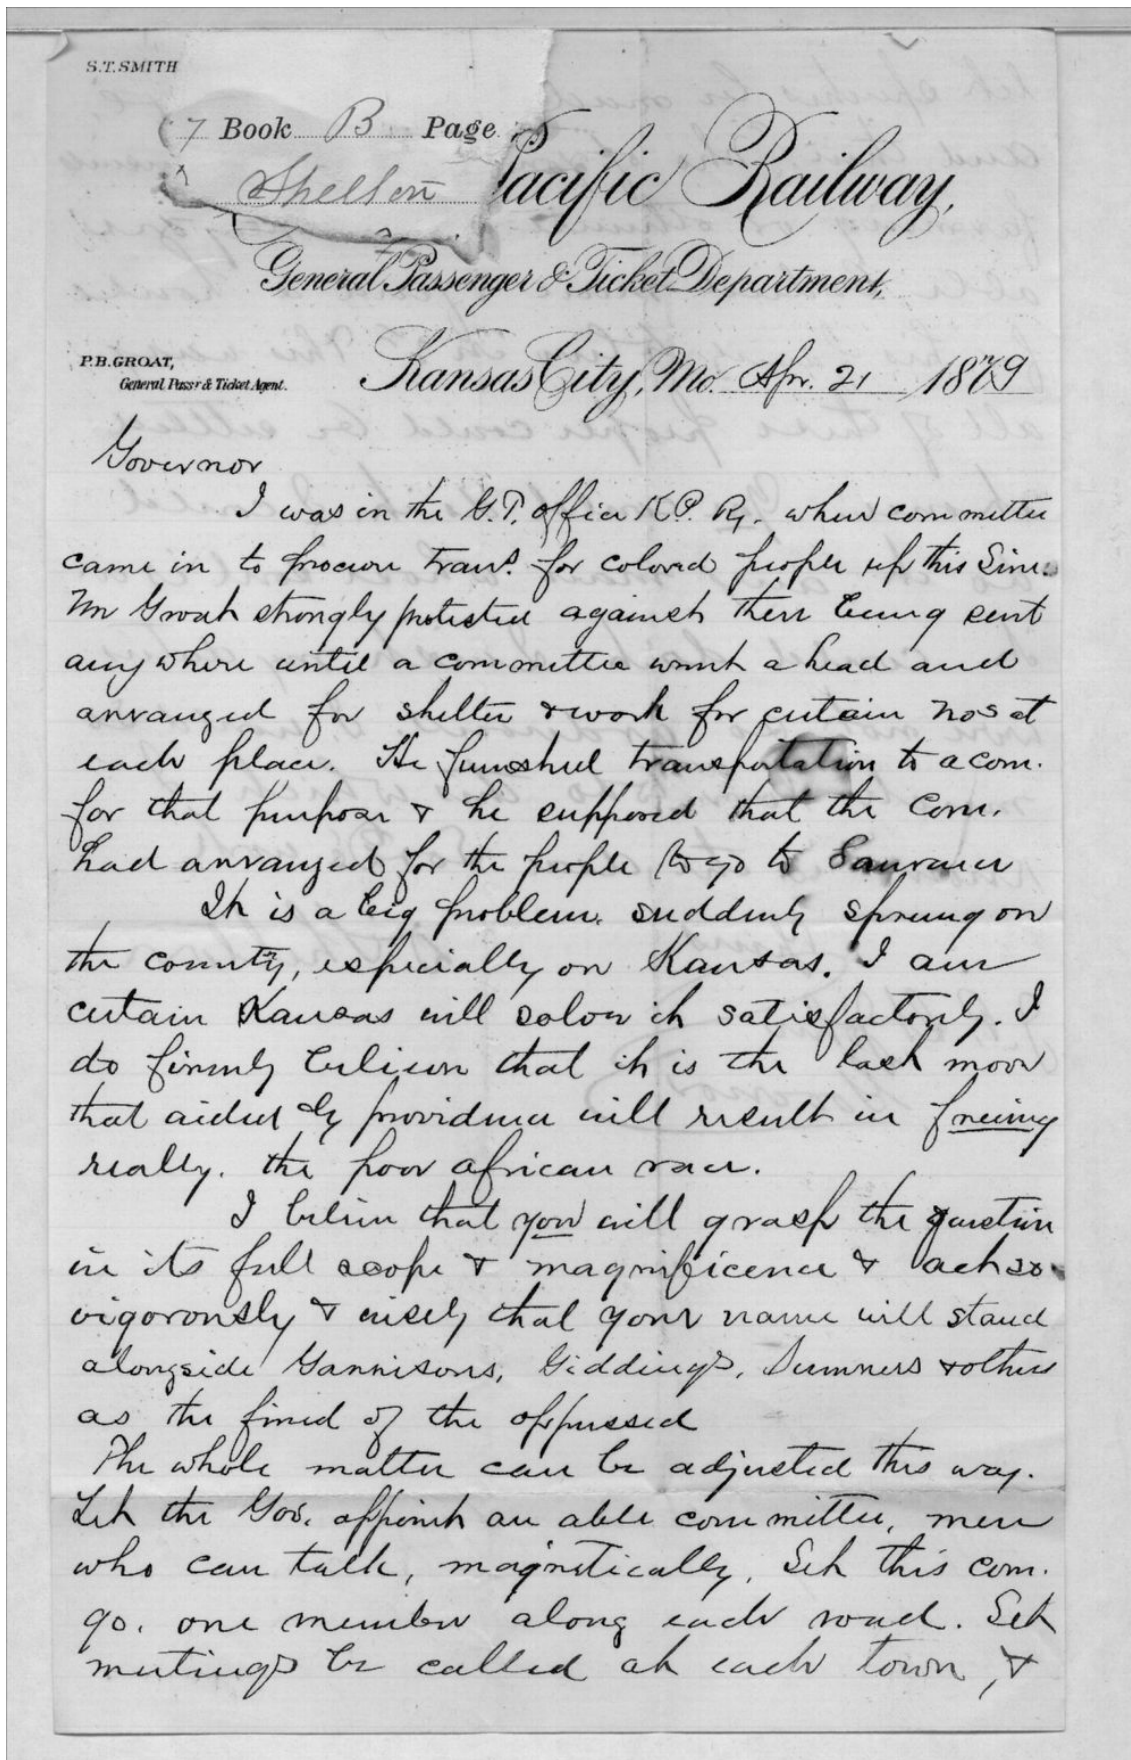 S.T. SMITH
7 Book B Page 5
Shelton Pacific Railway,
General Passenger & Ticket Department,
P.B. GROAT,
General Pass'r & Ticket Agent.
Kansas City, Mo. Apr. 21 1879
Governor
I was in the G.T. office K.P. Ry. when committee
came in to procure trans. for colored people up this Line.
Mr Groat strongly protested against their being sent
any where until a committee went a head and
arranged for shelter & work for certain nos at
each place. He furnished transportation to a com.
for that purpose & he supposed that the Com.
had arranged for the people to go to
It is a big problem. suddenly sprung on
the county, especially on Kansas. I am
certain Kansas will solve it satisfactorily. I
do firmly believe that it is the last move
that aided by providence will result in freeing
really. the poor african race.
I believe that you will grasp the question
in its full scope & magnificence & act so
vigorously & wisely that your name will stand
alongside Garrisons, Giddings, Sumners & others
as the friend of the oppressed
The whole matter can be adjusted this way.
Let the Gov. appoint an able committee, men
who can talk, magnetically. Let this com.
go. one member along each road. Let
meetings be called at each town, &